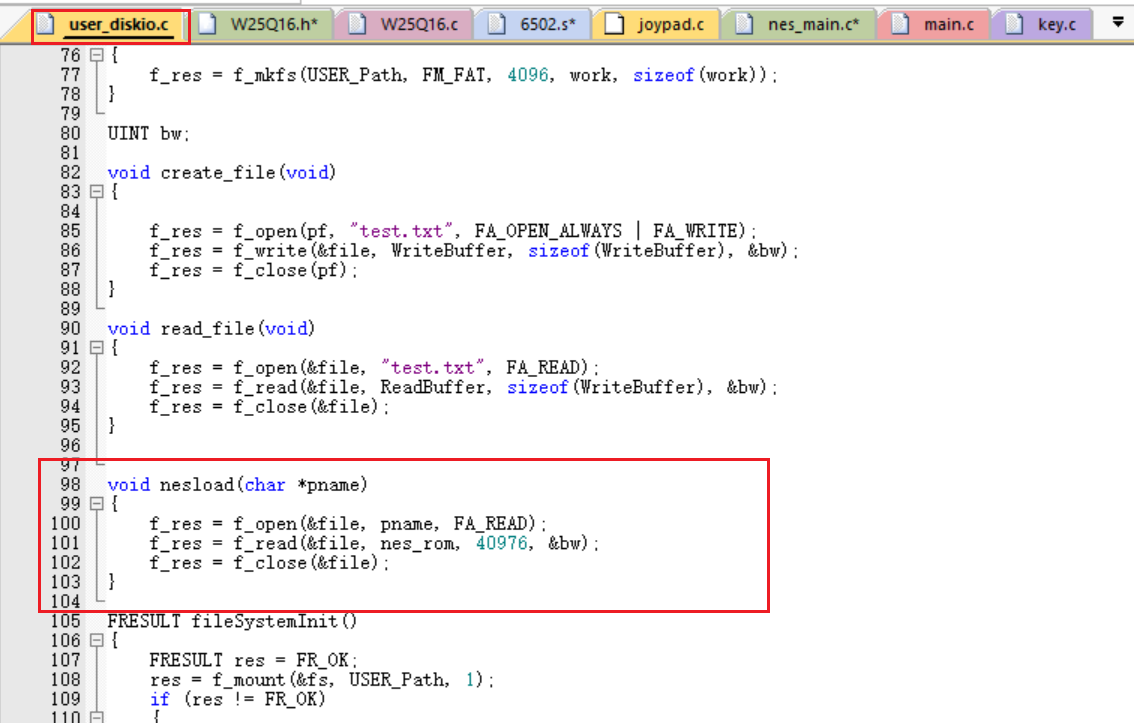 user_diskio.c W25Q16.h* W25Q16.c 6502.s* joypad.c nes_main.c* main.c key.c
76 {
77 f_res = f_mkfs(USER_Path, FM_FAT, 4096, work, sizeof(work));
78 }
79
80 UINT bw;
81
82 void create_file(void)
83 {
84
85 f_res = f_open(pf, "test.txt", FA_OPEN_ALWAYS | FA_WRITE);
86 f_res = f_write(&file, WriteBuffer, sizeof(WriteBuffer), &bw);
87 f_res = f_close(pf);
88 }
89
90 void read_file(void)
91 {
92 f_res = f_open(&file, "test.txt", FA_READ);
93 f_res = f_read(&file, ReadBuffer, sizeof(WriteBuffer), &bw);
94 f_res = f_close(&file);
95 }
96
97
98 void nesload(char *pname)
99 {
100 f_res = f_open(&file, pname, FA_READ);
101 f_res = f_read(&file, nes_rom, 40976, &bw);
102 f_res = f_close(&file);
103 }
104
105 FRESULT fileSystemInit()
106 {
107 FRESULT res = FR_OK;
108 res = f_mount(&fs, USER_Path, 1);
109 if (res != FR_OK)
110 {